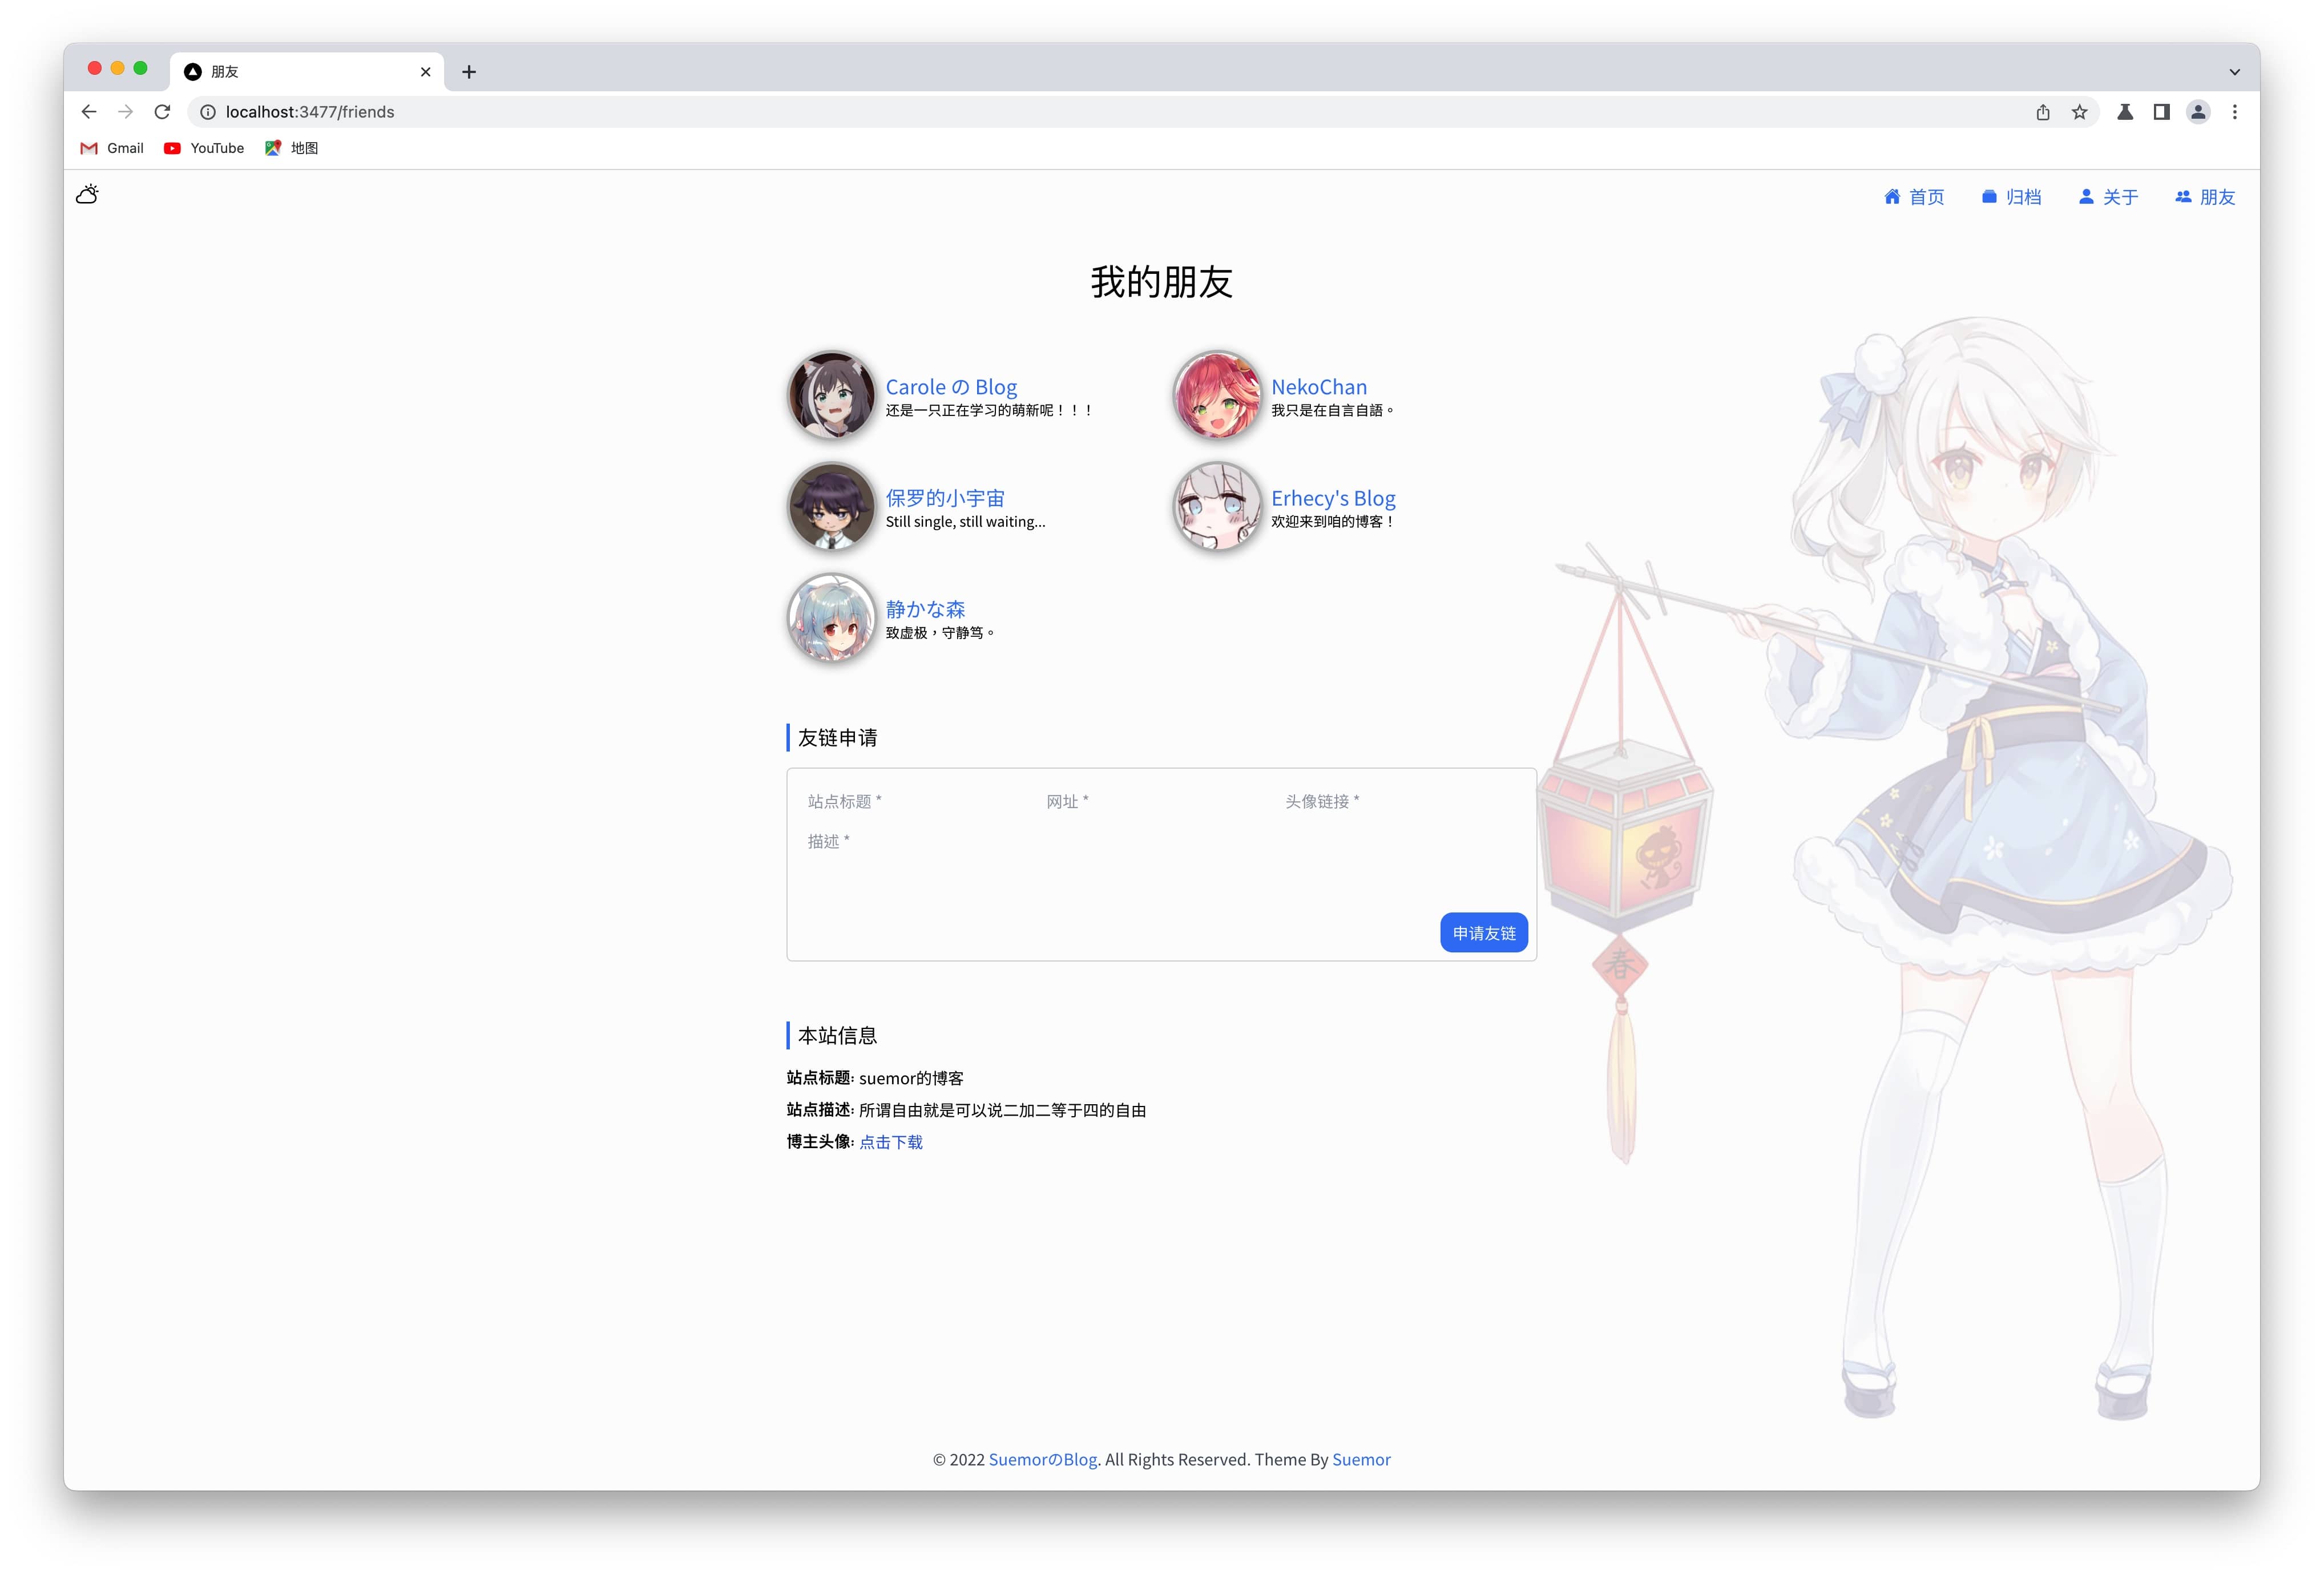 朋友
localhost:3477/friends
Gmail YouTube 地图
首页 归档 关于 朋友
我的朋友
Carole の Blog
还是一只正在学习的萌新呢！！！
NekoChan
我只是在自言自語。
保罗的小宇宙
Still single, still waiting...
Erhecy's Blog
欢迎来到咱的博客！
静かな森
致虚极，守静笃。
友链申请
站点标题 * 网址 * 头像链接 *
描述 *
申请友链
春
本站信息
站点标题: suemor的博客
站点描述: 所谓自由就是可以说二加二等于四的自由
博主头像: 点击下载
© 2022 SuemorのBlog. All Rights Reserved. Theme By Suemor